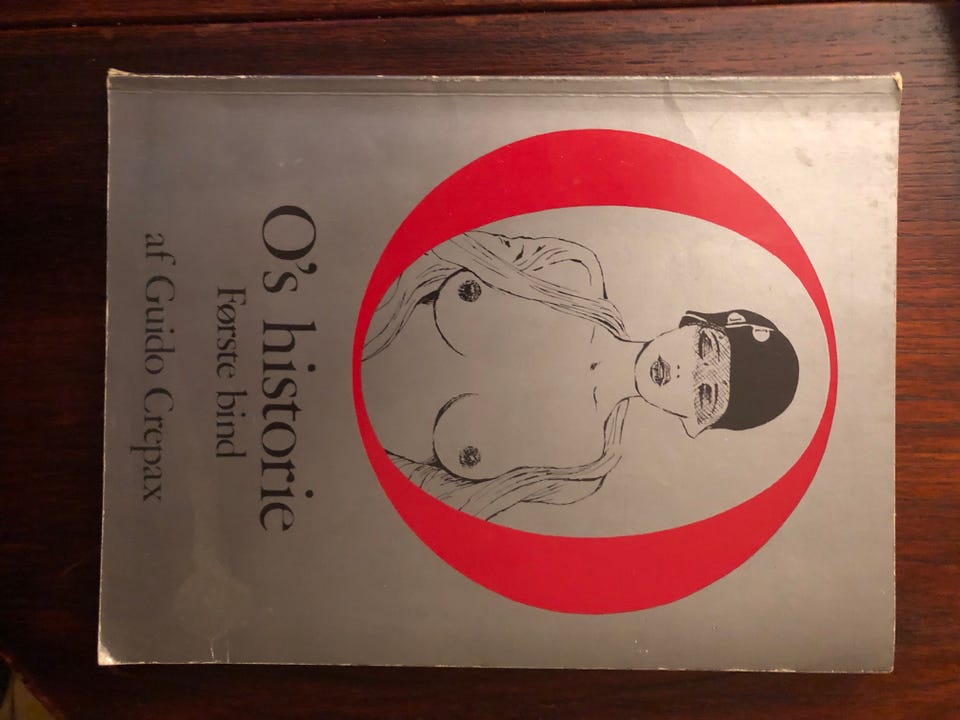 O's historie
Første bind
af Guido Crepax